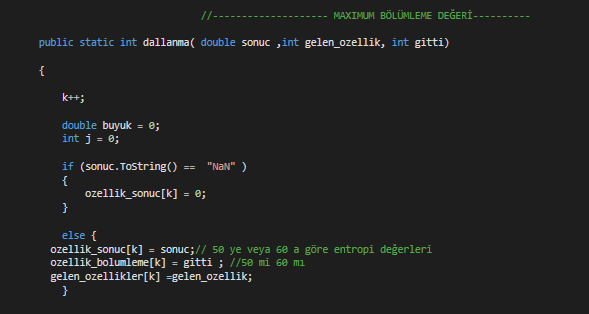 //-------------------- MAXIMUM BÖLÜMLEME DEĞERİ----------
public static int dallanma( double sonuc ,int gelen_ozellik, int gitti)
{
k++;
double buyuk = 0;
int j = 0;
if (sonuc.ToString() == "NaN" )
{
ozellik_sonuc[k] = 0;
}
else {
ozellik_sonuc[k] = sonuc;// 50 ye veya 60 a göre entropi değerleri
ozellik_bolumleme[k] = gitti ; //50 mi 60 mı
gelen_ozellikler[k] =gelen_ozellik;
}